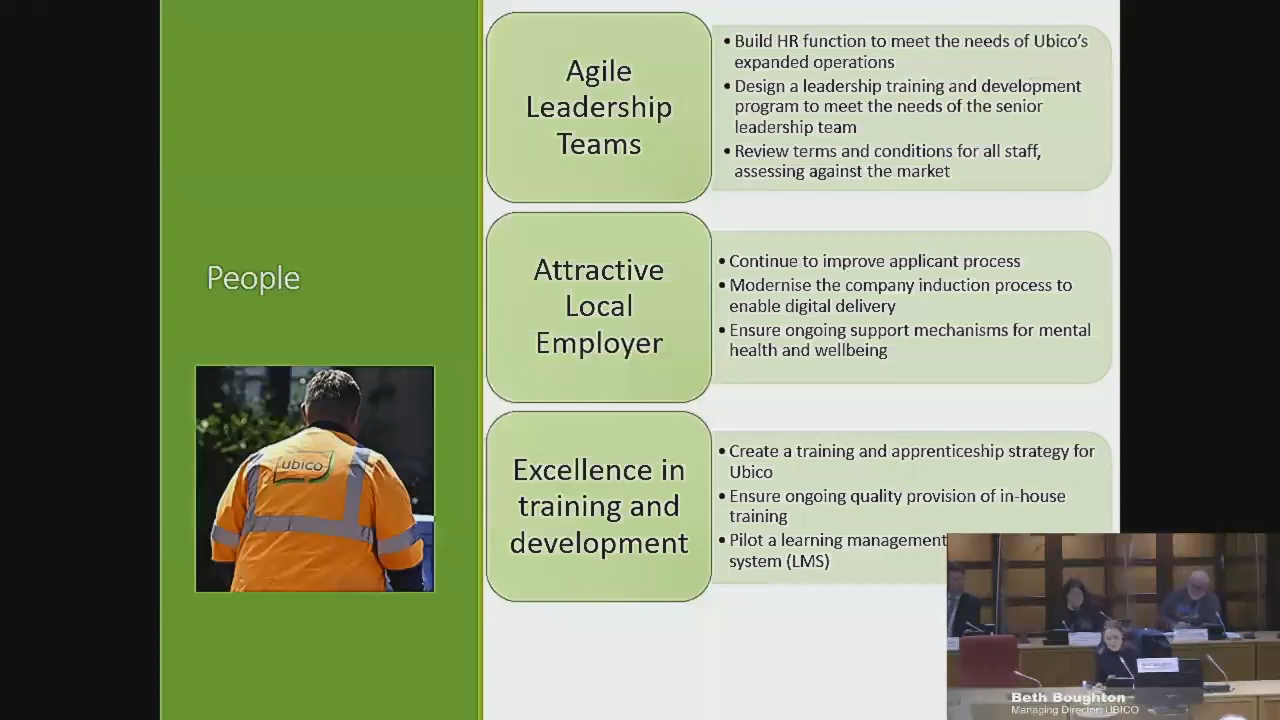 People
ubico
Agile
Leadership
Teams
• Build HR function to meet the needs of Ubico's
expanded operations
• Design a leadership training and development
program to meet the needs of the senior
leadership team
• Review terms and conditions for all staff,
assessing against the market
Attractive
Local
Employer
• Continue to improve applicant process
• Modernise the company induction process to
enable digital delivery
• Ensure ongoing support mechanisms for mental
health and wellbeing
Excellence in
training and
development
• Create a training and apprenticeship strategy for
Ubico
• Ensure ongoing quality provision of in-house
training
• Pilot a learning management
system (LMS)
Beth Boughton
Managing Director: UBICO